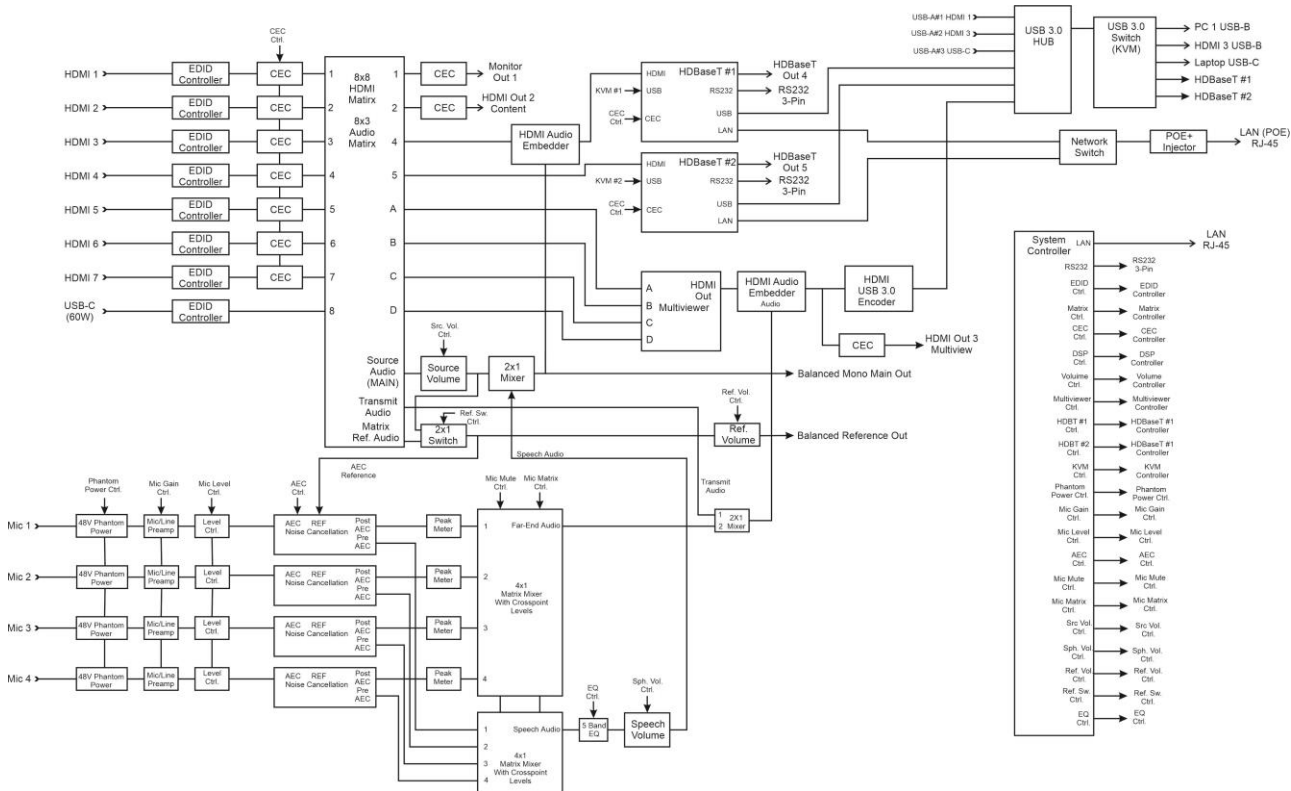 USB-A#1 HDMI 1
USB-A#2 HDMI 3
USB-A#3 USB-C
USB 3.0
HUB
USB 3.0
Switch
(KVM)
PC 1 USB-B
HDMI 3 USB-B
Laptop USB-C
HDBaseT #1
HDBaseT #2
CEC
Ctrl.
HDMI 1
EDID
Controller
CEC
1
HDMI 2
EDID
Controller
CEC
2
HDMI 3
EDID
Controller
CEC
3
HDMI 4
EDID
Controller
CEC
4
HDMI 5
EDID
Controller
CEC
5
HDMI 6
EDID
Controller
CEC
6
HDMI 7
EDID
Controller
CEC
7
USB-C
(60W)
EDID
Controller
8
8x8
HDMI
Matirx
8x3
Audio
Matirx
1
2
4
5
A
B
C
D
Source
Audio
(MAIN)
Transmit
Audio
Matrix
Ref. Audio
CEC
Monitor
Out 1
CEC
HDMI Out 2
Content
HDMI Audio
Embedder
HDMI
HDBaseT #1
KVM #1
USB
RS232
CEC
Ctrl.
CEC
USB
LAN
HDBaseT
Out 4
RS232
3-Pin
HDMI
HDBaseT #2
KVM #2
USB
RS232
CEC
Ctrl.
CEC
USB
LAN
HDBaseT
Out 5
RS232
3-Pin
Network
Switch
POE+
Injector
LAN (POE)
RJ-45
A
B
C
D
HDMI
Out
Multiviewer
HDMI Audio
Embedder
Audio
HDMI
USB 3.0
Encoder
CEC
HDMI Out 3
Multiview
Src. Vol.
Ctrl.
Source
Volume
2x1
Mixer
Balanced Mono Main Out
Ref. Sw.
Ctrl.
2x1
Switch
Ref. Vol.
Ctrl.
Ref.
Volume
Balanced Reference Out
Speech Audio
AEC
Reference
Transmit
Audio
Phantom
Power Ctrl.
Mic Gain
Ctrl.
Mic Level
Ctrl.
AEC
Ctrl.
Mic Mute
Ctrl.
Mic Matrix
Ctrl.
Mic 1
48V Phantom
Power
Mic/Line
Preamp
Level
Ctrl.
AEC REF
Noise Cancellation
Post
AEC
Pre
AEC
Peak
Meter
1
Far-End Audio
1
2
2X1
Mixer
Mic 2
48V Phantom
Power
Mic/Line
Preamp
Level
Ctrl.
AEC REF
Noise Cancellation
Post
AEC
Pre
AEC
Peak
Meter
2
4x1
Matrix Mixer
With Crosspoint
Levels
Mic 3
48V Phantom
Power
Mic/Line
Preamp
Level
Ctrl.
AEC REF
Noise Cancellation
Post
AEC
Pre
AEC
Peak
Meter
3
Mic 4
48V Phantom
Power
Mic/Line
Preamp
Level
Ctrl.
AEC REF
Noise Cancellation
Post
AEC
Pre
AEC
Peak
Meter
4
1
2
3
4
Speech Audio
4x1
Matrix Mixer
With Crosspoint
Levels
EQ
Ctrl.
5 Band
EQ
Sph. Vol.
Ctrl.
Speech
Volume
System
Controller
LAN
LAN
RJ-45
RS232
RS232
3-Pin
EDID
Ctrl.
EDID
Controller
Matrix
Ctrl.
Matrix
Controller
CEC
Ctrl.
CEC
Controller
DSP
Ctrl.
DSP
Controller
Voluime
Ctrl.
Volume
Controller
Multiviewer
Ctrl.
Multiviewer
Controller
HDBT #1
Ctrl.
HDBaseT #1
Controller
HDBT #2
Ctrl.
HDBaseT #1
Controller
KVM
Ctrl.
KVM
Controller
Phantom
Power Ctrl.
Phantom
Power Ctrl.
Mic Gain
Ctrl.
Mic Gain
Ctrl.
Mic Level
Ctrl.
Mic Level
Ctrl.
AEC
Ctrl.
AEC
Ctrl.
Mic Mute
Ctrl.
Mic Mute
Ctrl.
Mic Matrix
Ctrl.
Mic Matrix
Ctrl.
Src Vol.
Ctrl.
Src Vol.
Ctrl.
Sph. Vol.
Ctrl.
Sph. Vol.
Ctrl.
Ref. Vol
Ctrl.
Ref. Vol.
Ctrl.
Ref. Sw.
Ctrl.
Ref. Sw.
Ctrl.
EQ
Ctrl.
EQ
Ctrl.